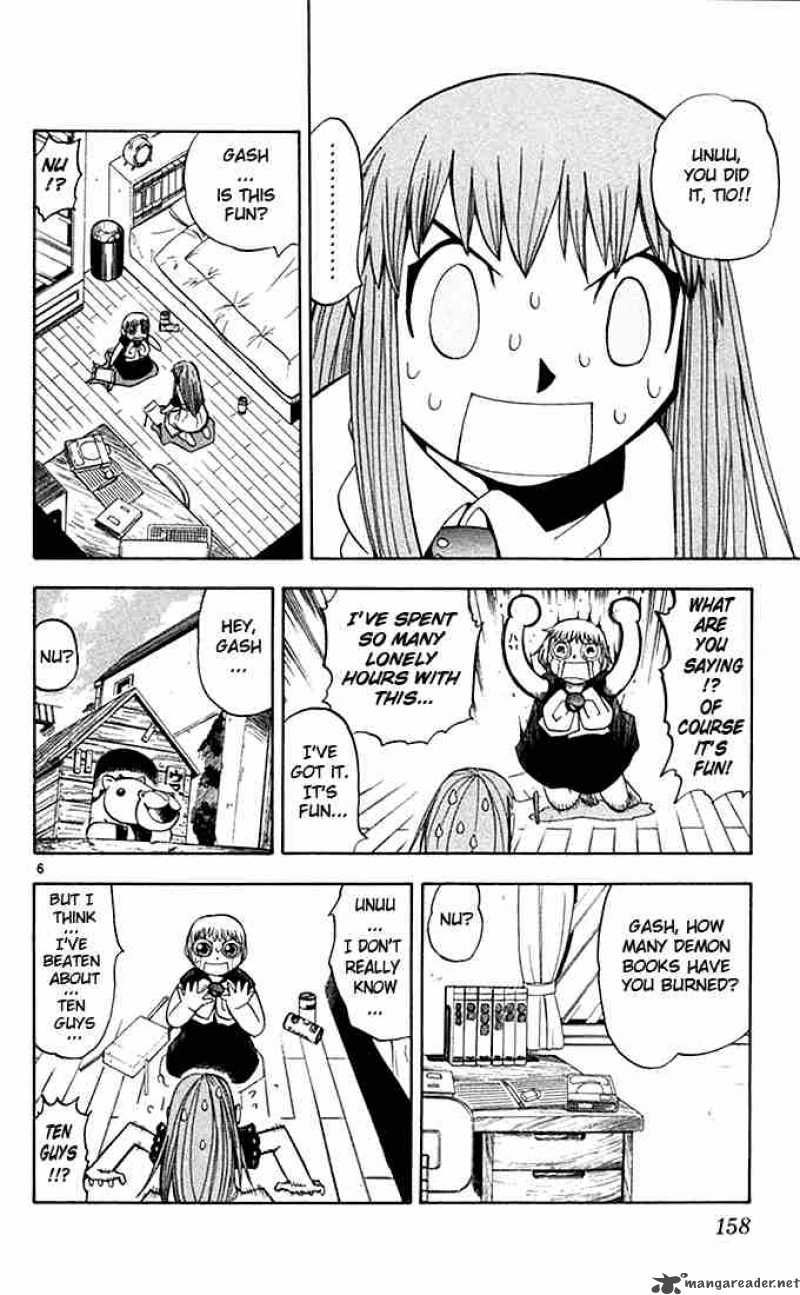 UNUU,
YOU DID
IT, TIO!!
.........
GASH
...
IS THIS
FUN?
NU
!?
WHAT
ARE
YOU
SAYING
!?
OF
COURSE
IT'S
FUN!
I'VE SPENT
SO MANY
LONELY
HOURS WITH
THIS...
I'VE
GOT IT.
IT'S
FUN...
HEY,
GASH
...
NU?
6
GASH, HOW
MANY DEMON
BOOKS HAVE
YOU BURNED?
NU?
UNUU
...
I DON'T
REALLY
KNOW
...
BUT I
THINK
...
I'VE
BEATEN
ABOUT
...
TEN
GUYS
TEN
GUYS
!!?
158
mangareader.net